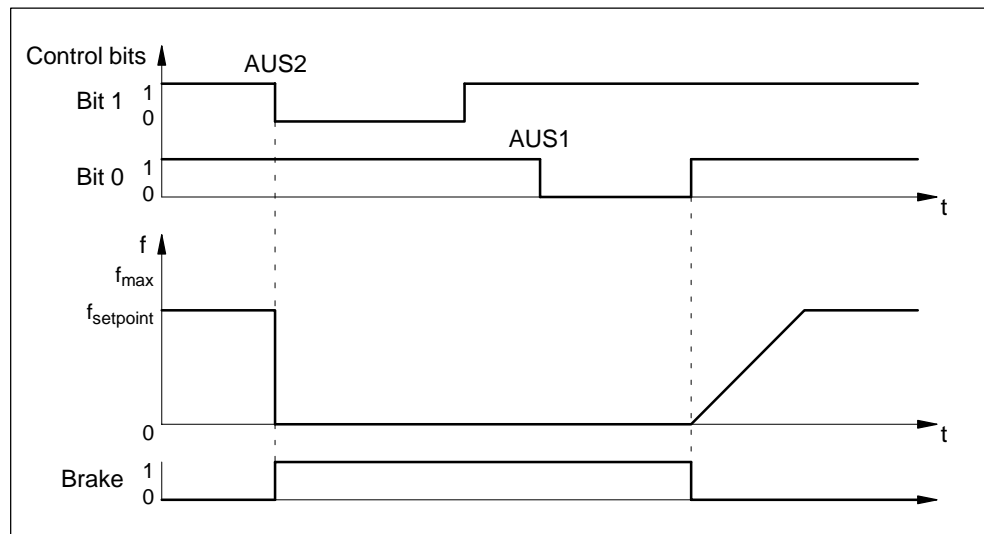 Control bits
AUS2
Bit 1
1
0
AUS1
Bit 0
1
0
t
f
fmax
fsetpoint
0
t
Brake
1
0